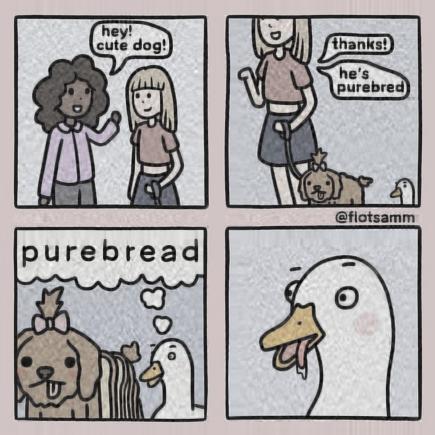 hey!
cute dog!
thanks!
he's
purebred
@flotsamm
purebread